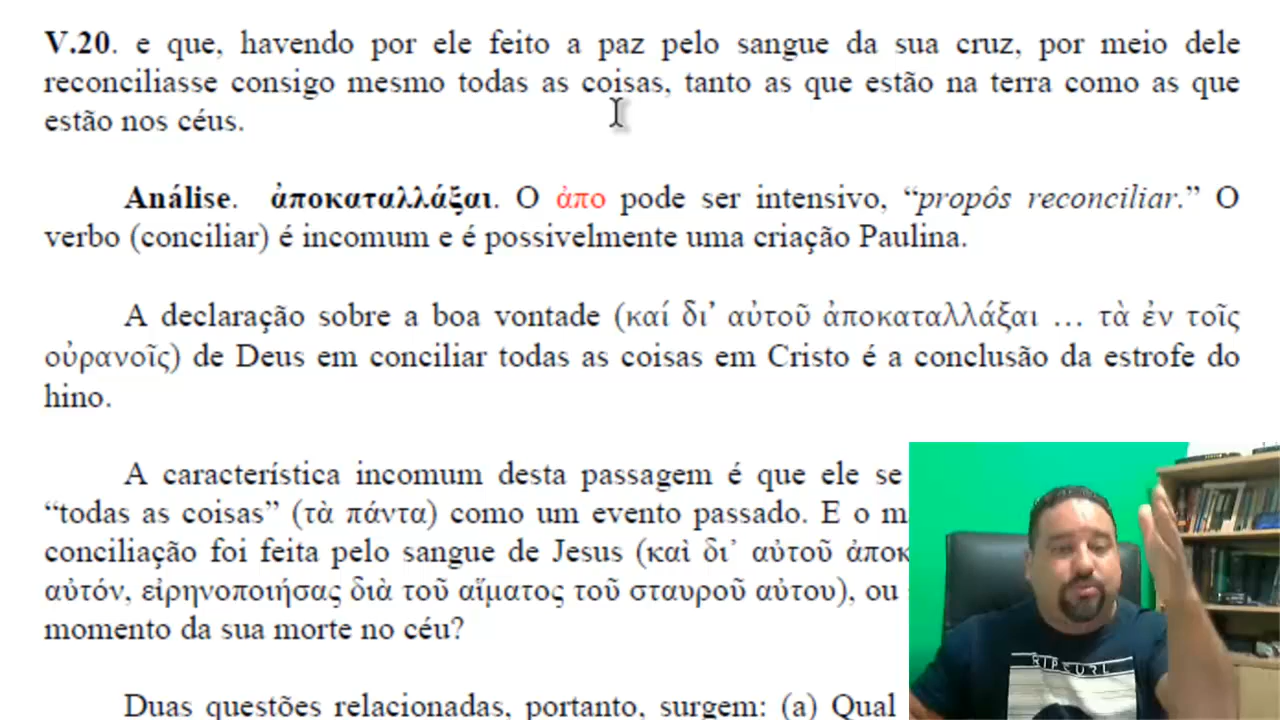 V.20. e que, havendo por ele feito a paz pelo sangue da sua cruz, por meio dele
reconciliasse consigo mesmo todas as coisas, tanto as que estão na terra como as que
estão nos céus.
Análise. ἀποκαταλλάξαι. O ἀπο pode ser intensivo, “propôs reconciliar.” O
verbo (conciliar) é incomum e é possivelmente uma criação Paulina.
A declaração sobre a boa vontade (καί δι’ αὐτοῦ ἀποκαταλλάξαι … τὰ ἐν τοῖς
οὐρανοῖς) de Deus em conciliar todas as coisas em Cristo é a conclusão da estrofe do
hino.
A característica incomum desta passagem é que ele se
“todas as coisas” (τὰ πάντα) como um evento passado. E o m
conciliação foi feita pelo sangue de Jesus (καὶ δι᾽ αὐτοῦ ἀποκ
αὐτόν, εἰρηνοποιήσας διὰ τοῦ αἵματος τοῦ σταυροῦ αὐτου), ou
momento da sua morte no céu?
Duas questões relacionadas, portanto, surgem: (a) Qual
RIPCURL